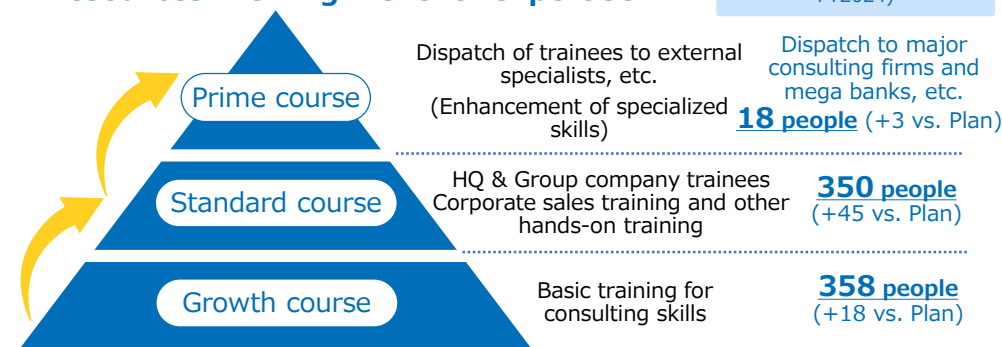 Dispatch of trainees to external
specialists, etc.
(Enhancement of specialized
skills)
Dispatch to major
consulting firms and
mega banks, etc.
18 people (+3 vs. Plan)
Prime course
HQ & Group company trainees
Corporate sales training and other
hands-on training
350 people
(+45 vs. Plan)
Standard course
Basic training for
consulting skills
358 people
(+18 vs. Plan)
Growth course